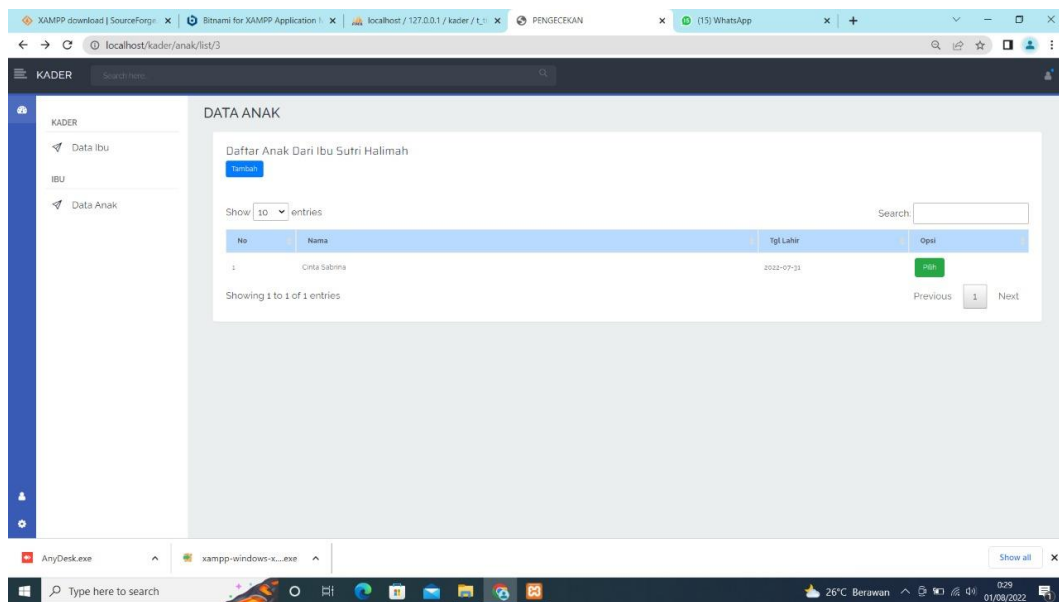 XAMPP download | SourceForge
Bitnami for XAMPP Application
localhost / 127.0.0.1 / kader / t_
PENGECEKAN
(15) WhatsApp
localhost/kader/anak/list/3
KADER
Search here..
KADER
Data Ibu
IBU
Data Anak
DATA ANAK
Daftar Anak Dari Ibu Sutri Halimah
Tambah
Show 10 entries
Search:
No Nama Tgl Lahir Opsi
1 Cinta Sabrina 2022-07-31 Pilih
Showing 1 to 1 of 1 entries
Previous 1 Next
AnyDesk.exe
xampp-windows-x....exe
Show all
Type here to search
26°C Berawan
0:29
01/08/2022